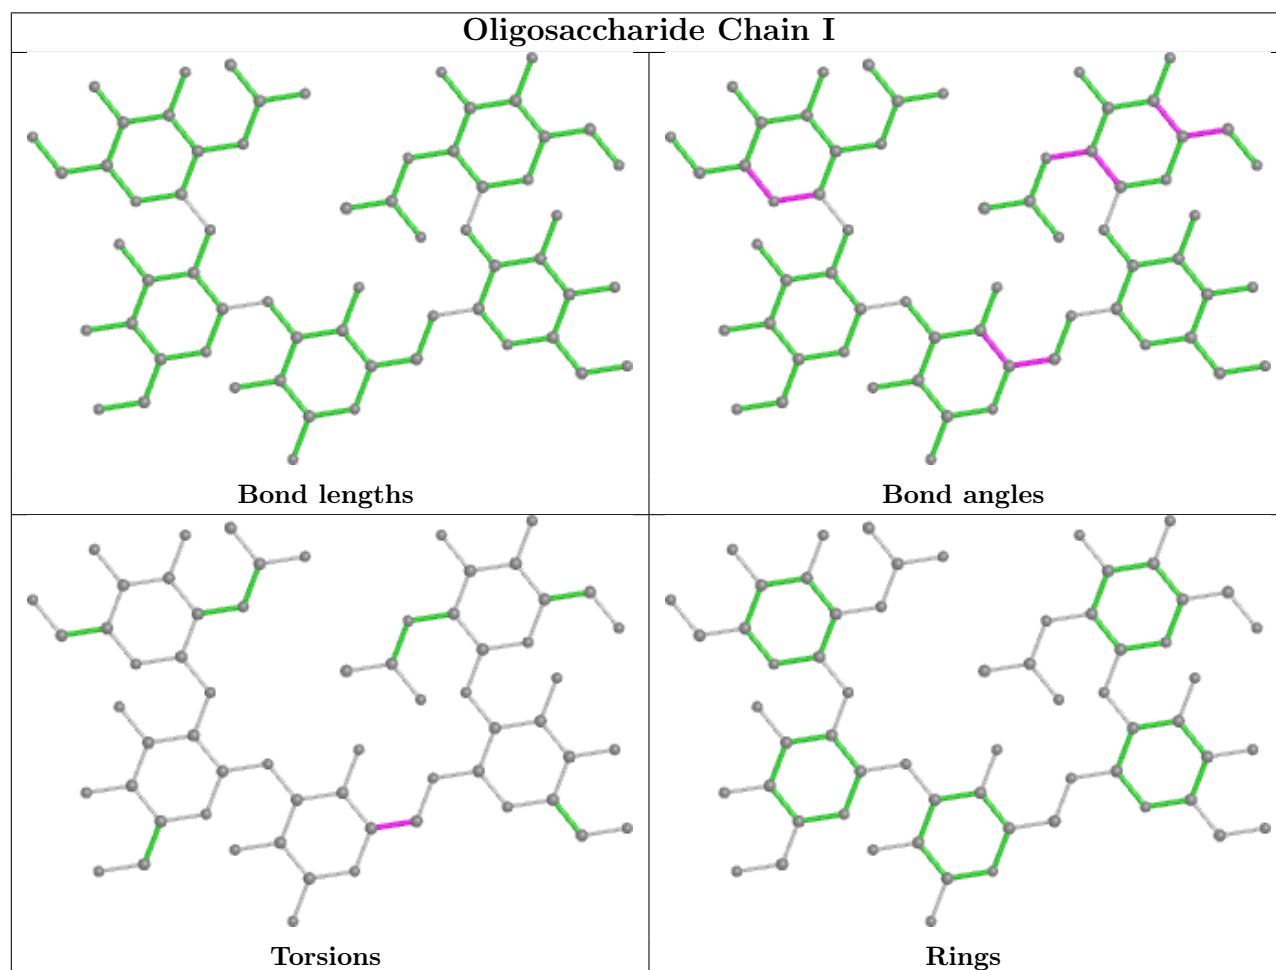 Oligosaccharide Chain I
Bond lengths
Bond angles
Torsions
Rings